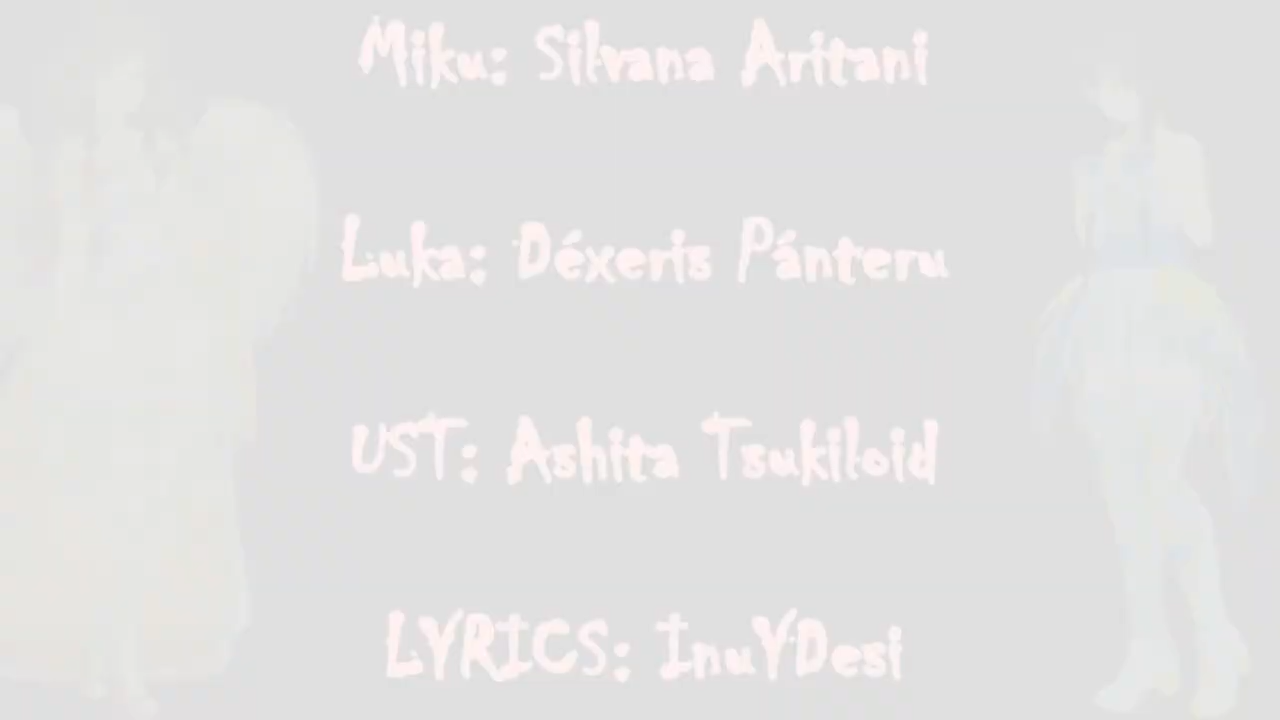 Miku: Silvana Aritani
Luka: Déxeris Pánteru
UST: Ashita Tsukiloid
LYRICS: InuYDesi